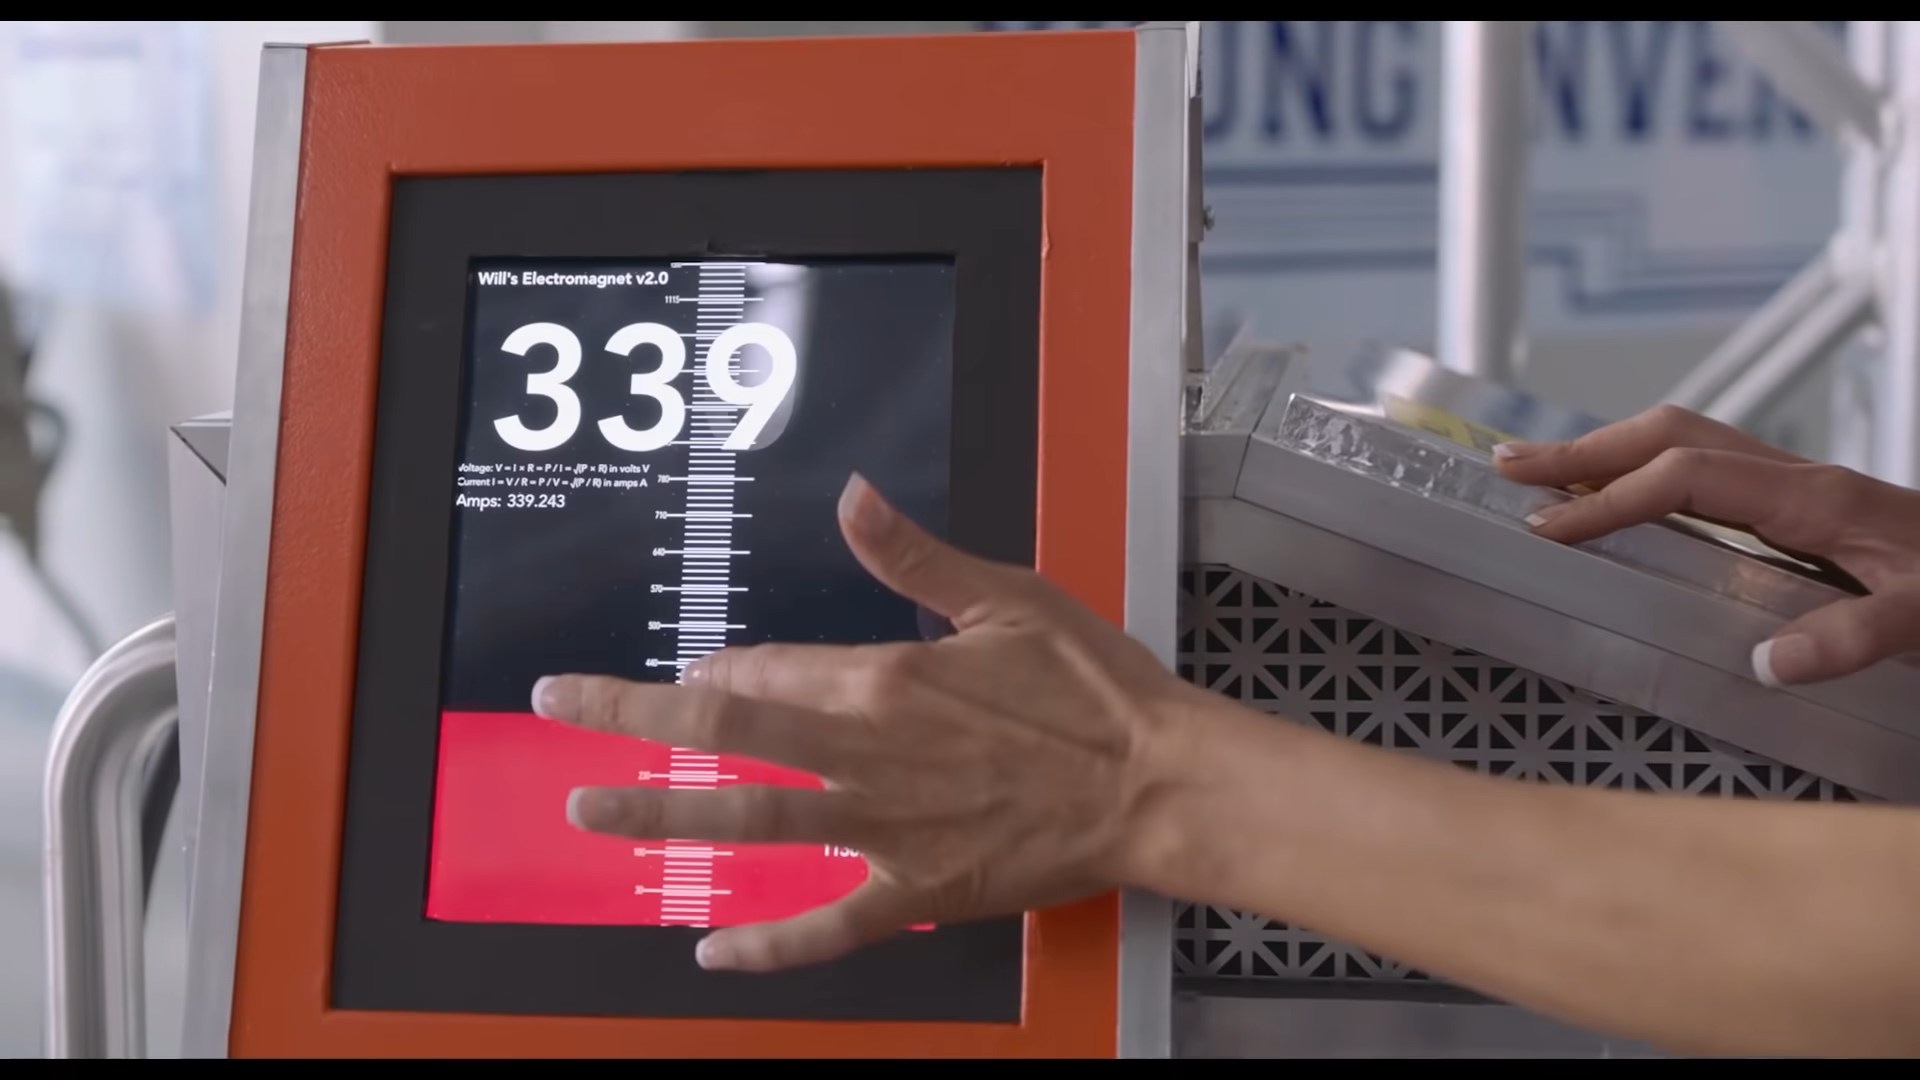 Will's Electromagnet v2.0
1115
339
Voltage: V = I × R = P / I = √(P × R) in volts V
Current I = V / R = P / V = √(P / R) in amps A
Amps: 339.243
780
710
640
570
500
440
230
100
30